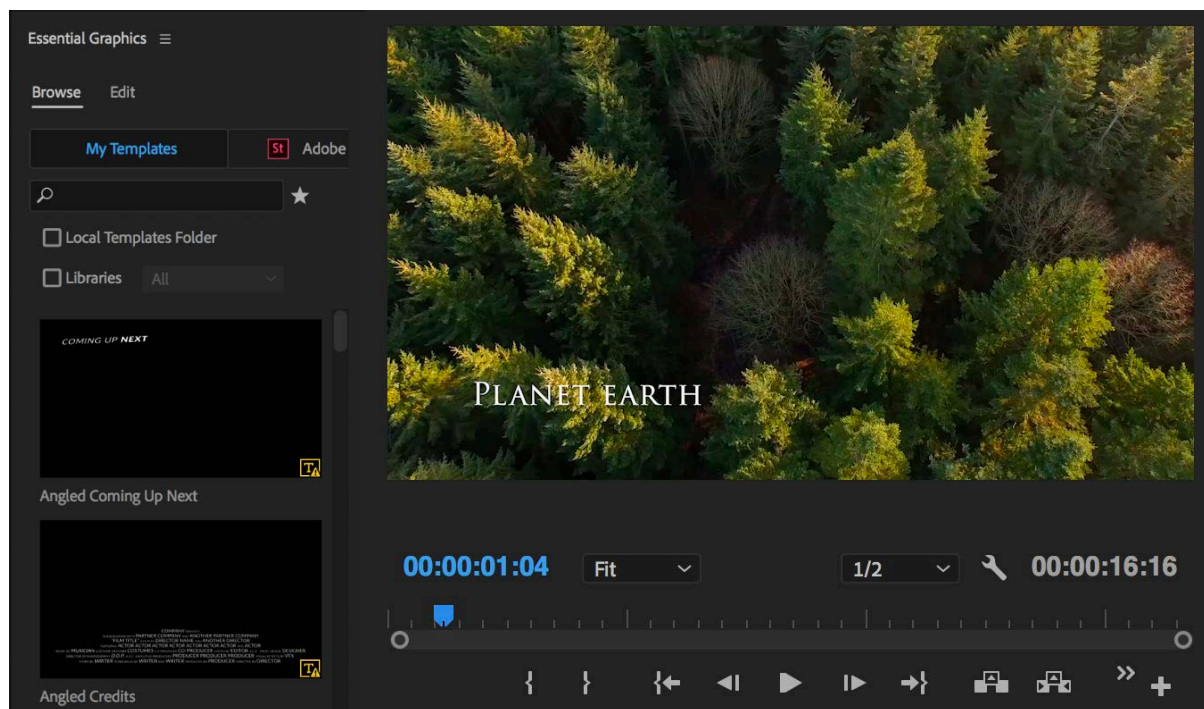 Essential Graphics
Browse Edit
My Templates St Adobe
Local Templates Folder
Libraries All
COMING UP NEXT
Angled Coming Up Next
Angled Credits
PLANET EARTH
00:00:01:04 Fit 1/2 00:00:16:16